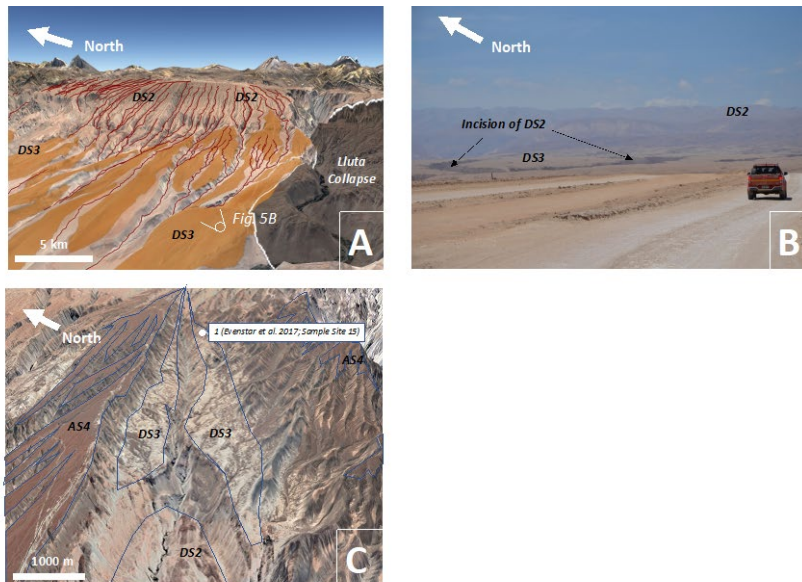 North
DS2
DS2
DS3
Lluta
Collapse
Fig. 5B
DS3
5 km
A
North
DS2
Incision of DS2
DS3
B
North
1 (Evenstar et al. 2017; Sample Site 15)
AS4
AS4
DS3
DS3
DS2
1000 m
C